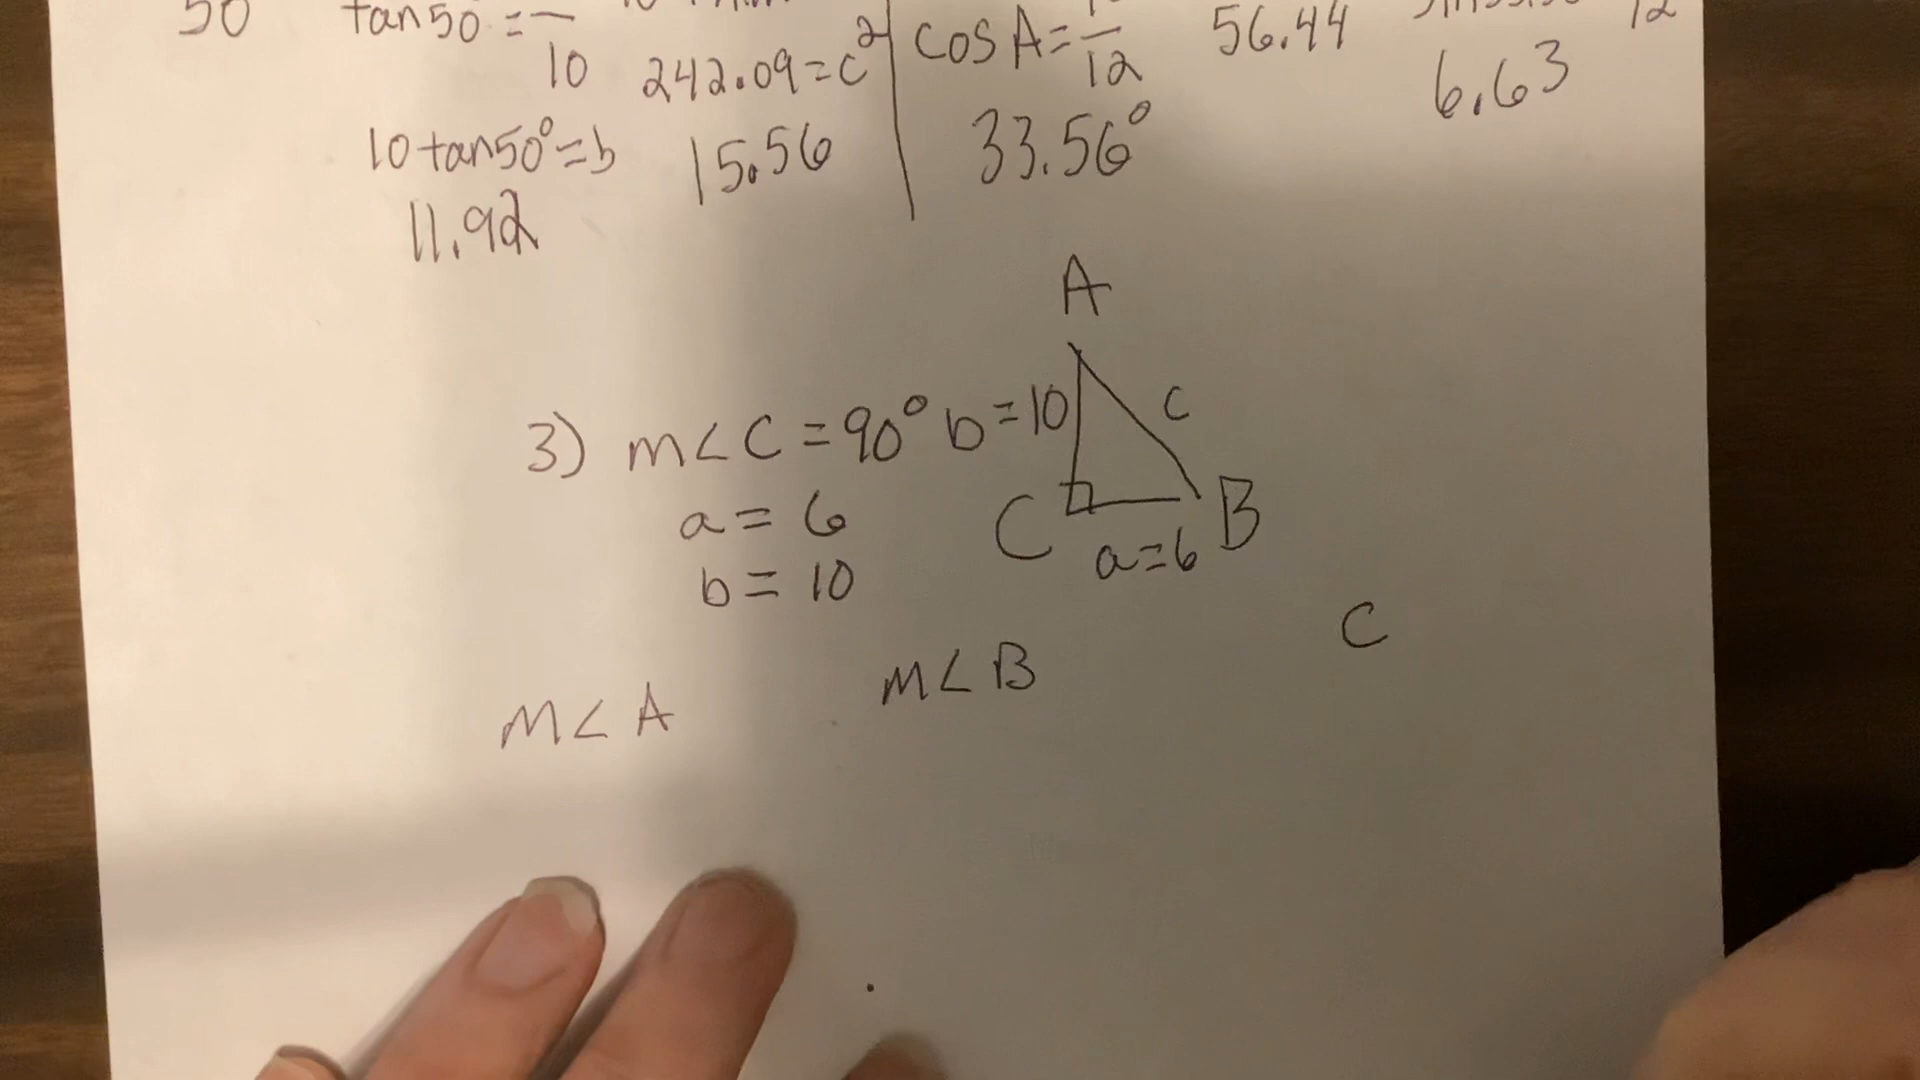 50
tan50 =
10
242.09=c²
cos A=
12
56.44
12
6.63
10tan50°=b
15.56
33.56°
11.92
A
3) m∠C=90° b=10
c
a=6
C
B
a=6
b=10
c
m∠B
m∠A